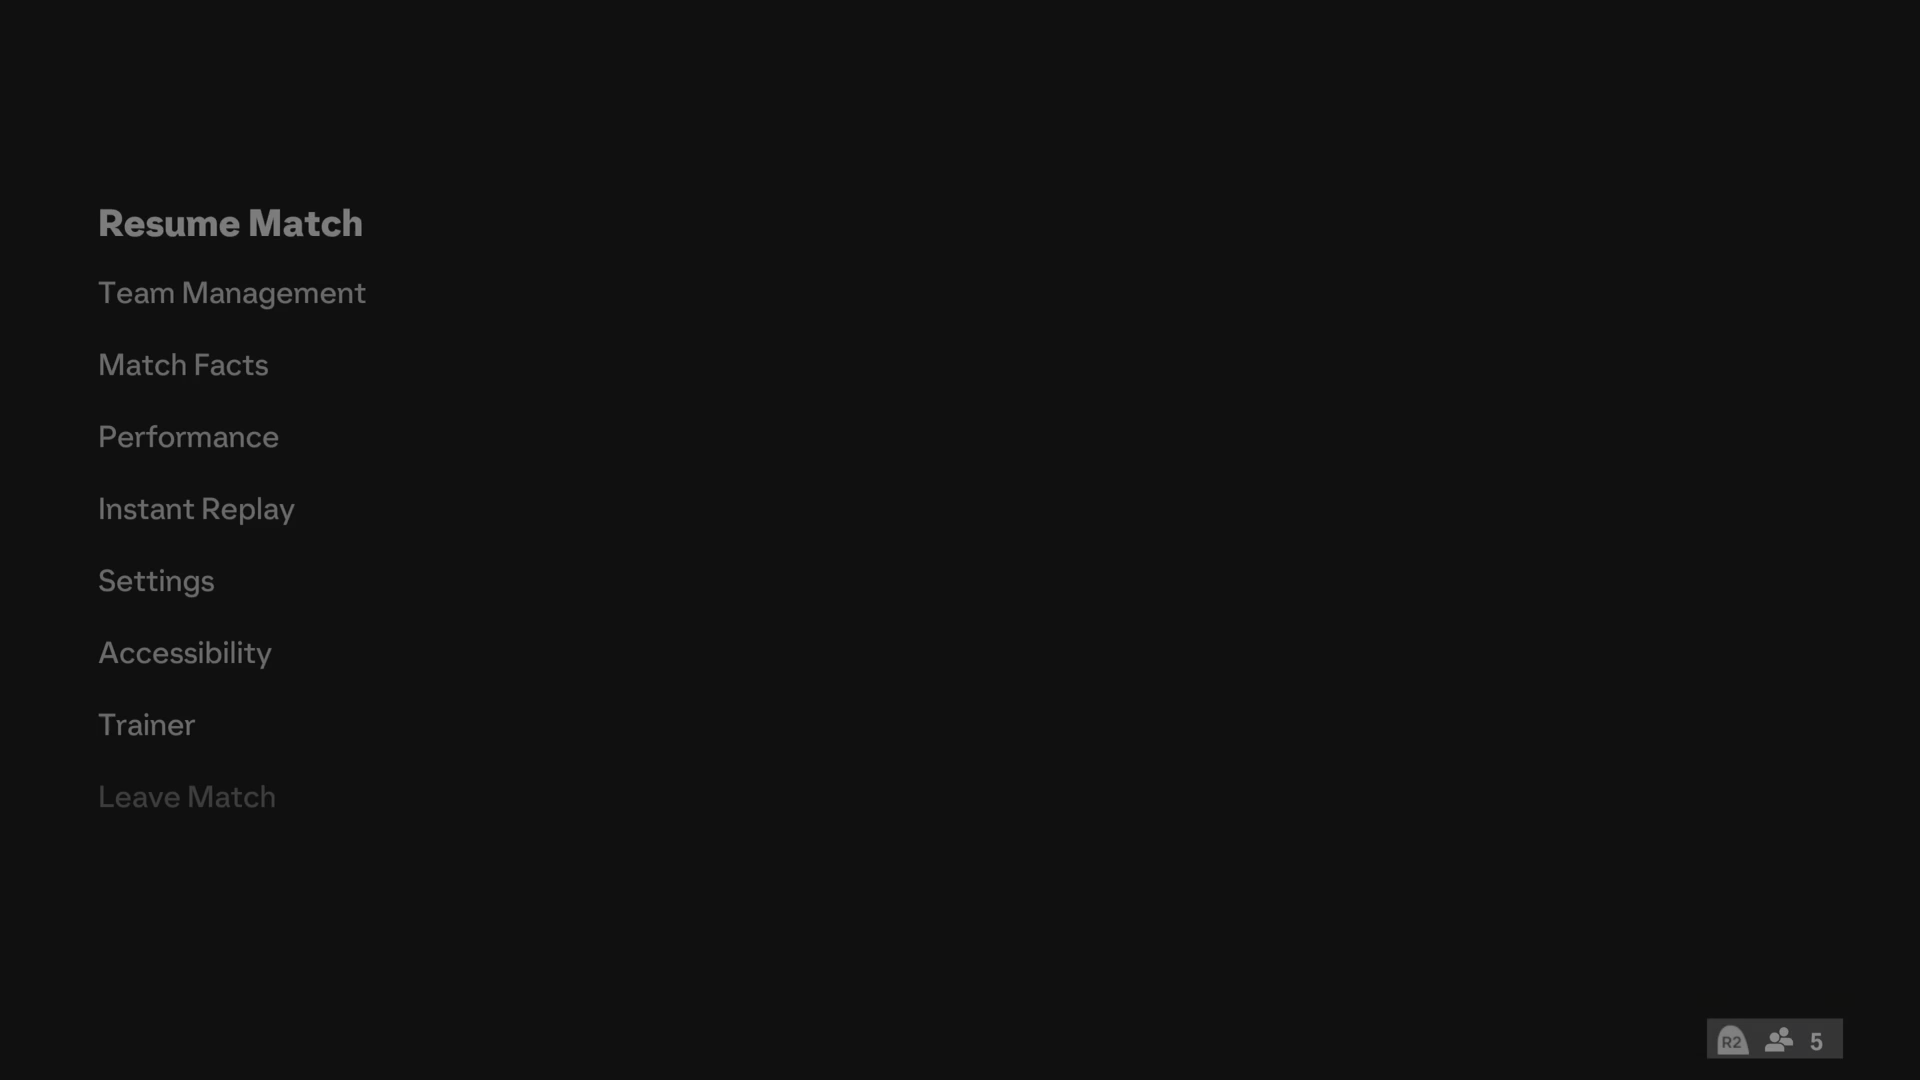 Resume Match
Team Management
Match Facts
Performance
Instant Replay
Settings
Accessibility
Trainer
Leave Match
R2 5